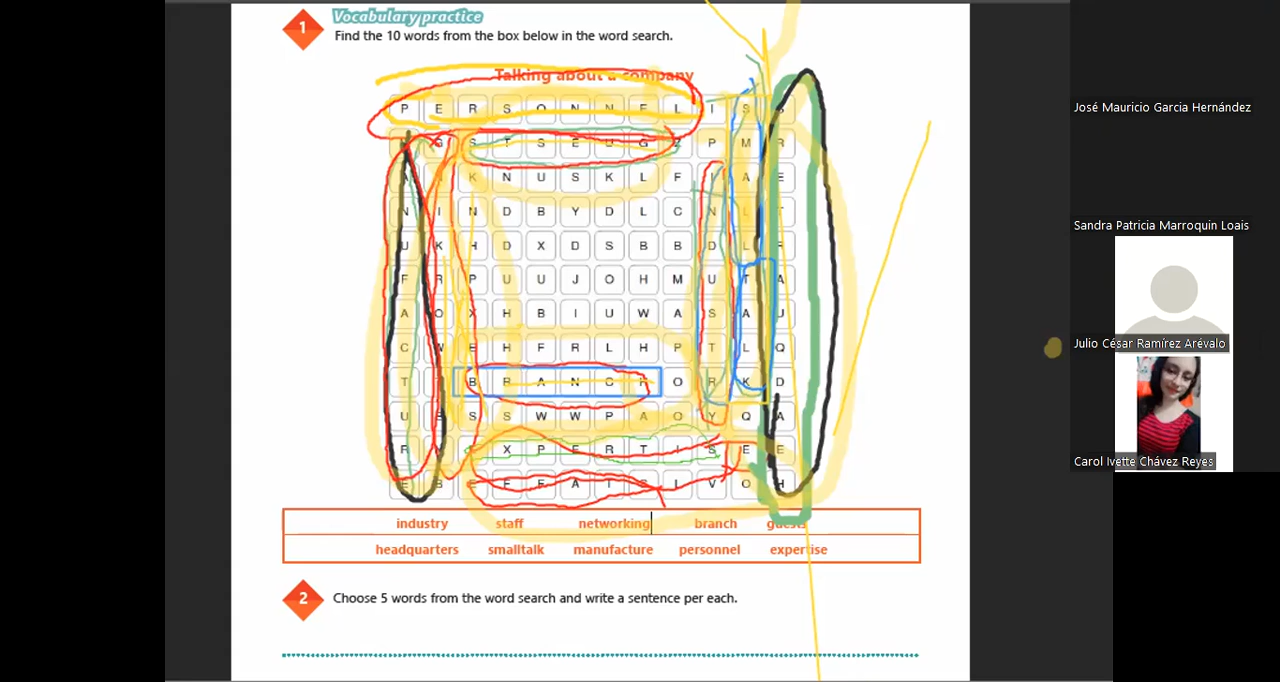 1
Vocabulary practice
Find the 10 words from the box below in the word search.
Talking about a company
P E R S O N N E L I S S
M G S T S E U G Z P M R
A N K N U S K L F I A E
N I N D B Y D L C N L T
U K H D X D S B B D L R
F R P U U J O H M U T A
A O X H B I U W A S A U
C W E H F R L H P T L Q
T T B R A N C H O R K D
U E S S W W P A O Y Q A
R N E X P E R T I S E E
E B E F F A T S L V O H
industry staff networking branch guests
headquarters smalltalk manufacture personnel expertise
2
Choose 5 words from the word search and write a sentence per each.
José Mauricio Garcia Hernández
Sandra Patricia Marroquin Loais
Julio César Ramírez Arévalo
Carol Ivette Chávez Reyes